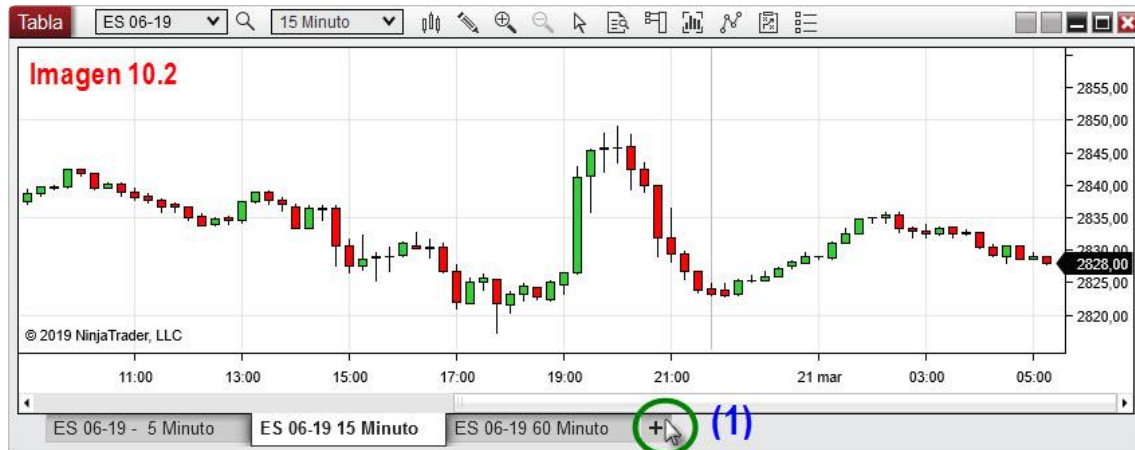 Tabla ES 06-19 15 Minuto
Imagen 10.2
2855,00
2850,00
2845,00
2840,00
2835,00
2830,00
2828,00
2825,00
2820,00
© 2019 NinjaTrader, LLC
11:00 13:00 15:00 17:00 19:00 21:00 21 mar 03:00 05:00
ES 06-19 - 5 Minuto ES 06-19 15 Minuto ES 06-19 60 Minuto + (1)